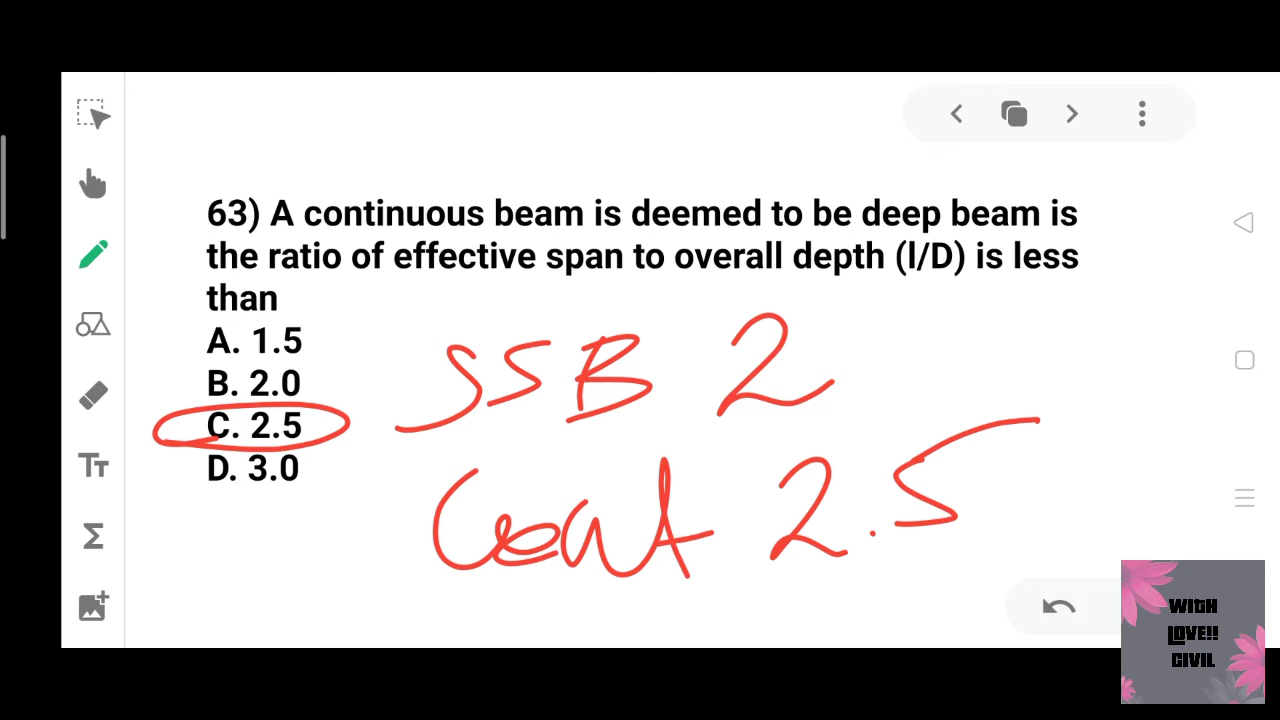 63) A continuous beam is deemed to be deep beam is
the ratio of effective span to overall depth (l/D) is less
than
A. 1.5
B. 2.0
C. 2.5
D. 3.0
SSB 2
Cont 2.5
Tт
Σ
WITH
LOVE!!
CIVIL